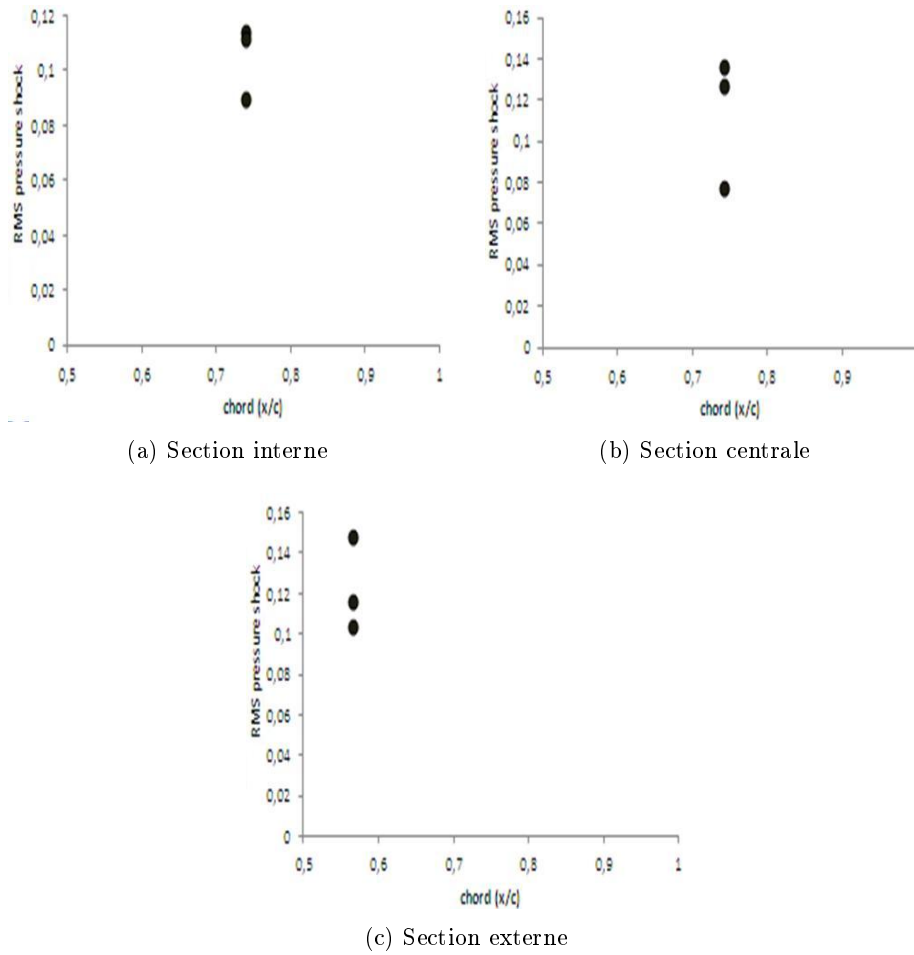 0,12
0,1
0,08
0,06
0,04
0,02
0
RMS pressure shock
0,5 0,6 0,7 0,8 0,9 1
chord (x/c)
(a) Section interne
0,16
0,14
0,12
0,1
0,08
0,06
0,04
0,02
0
RMS pressure shock
0,5 0,6 0,7 0,8 0,9
chord (x/c)
(b) Section centrale
0,16
0,14
0,12
0,1
0,08
0,06
0,04
0,02
0
RMS pressure shock
0,5 0,6 0,7 0,8 0,9 1
chord (x/c)
(c) Section externe